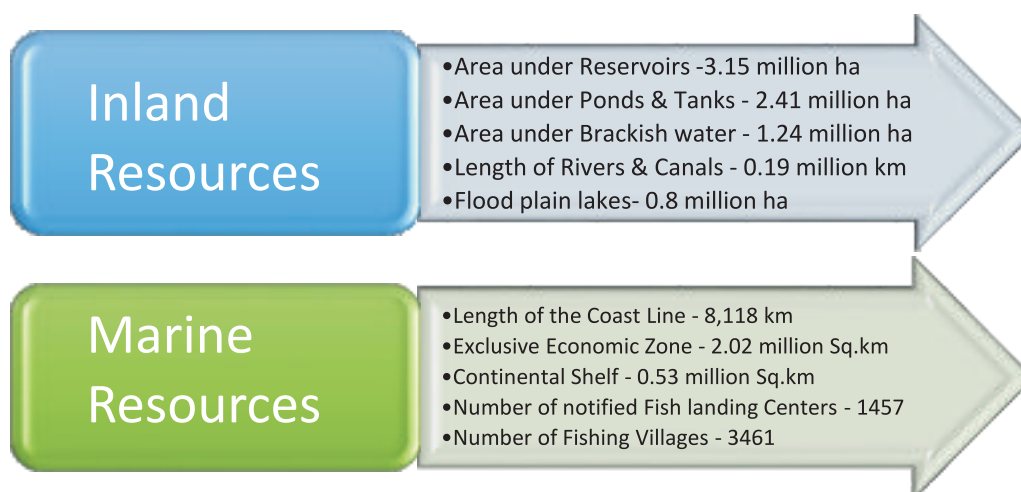 Inland
Resources
•Area under Reservoirs -3.15 million ha
•Area under Ponds & Tanks - 2.41 million ha
•Area under Brackish water - 1.24 million ha
•Length of Rivers & Canals - 0.19 million km
•Flood plain lakes- 0.8 million ha
Marine
Resources
•Length of the Coast Line - 8,118 km
•Exclusive Economic Zone - 2.02 million Sq.km
•Continental Shelf - 0.53 million Sq.km
•Number of notified Fish landing Centers - 1457
•Number of Fishing Villages - 3461